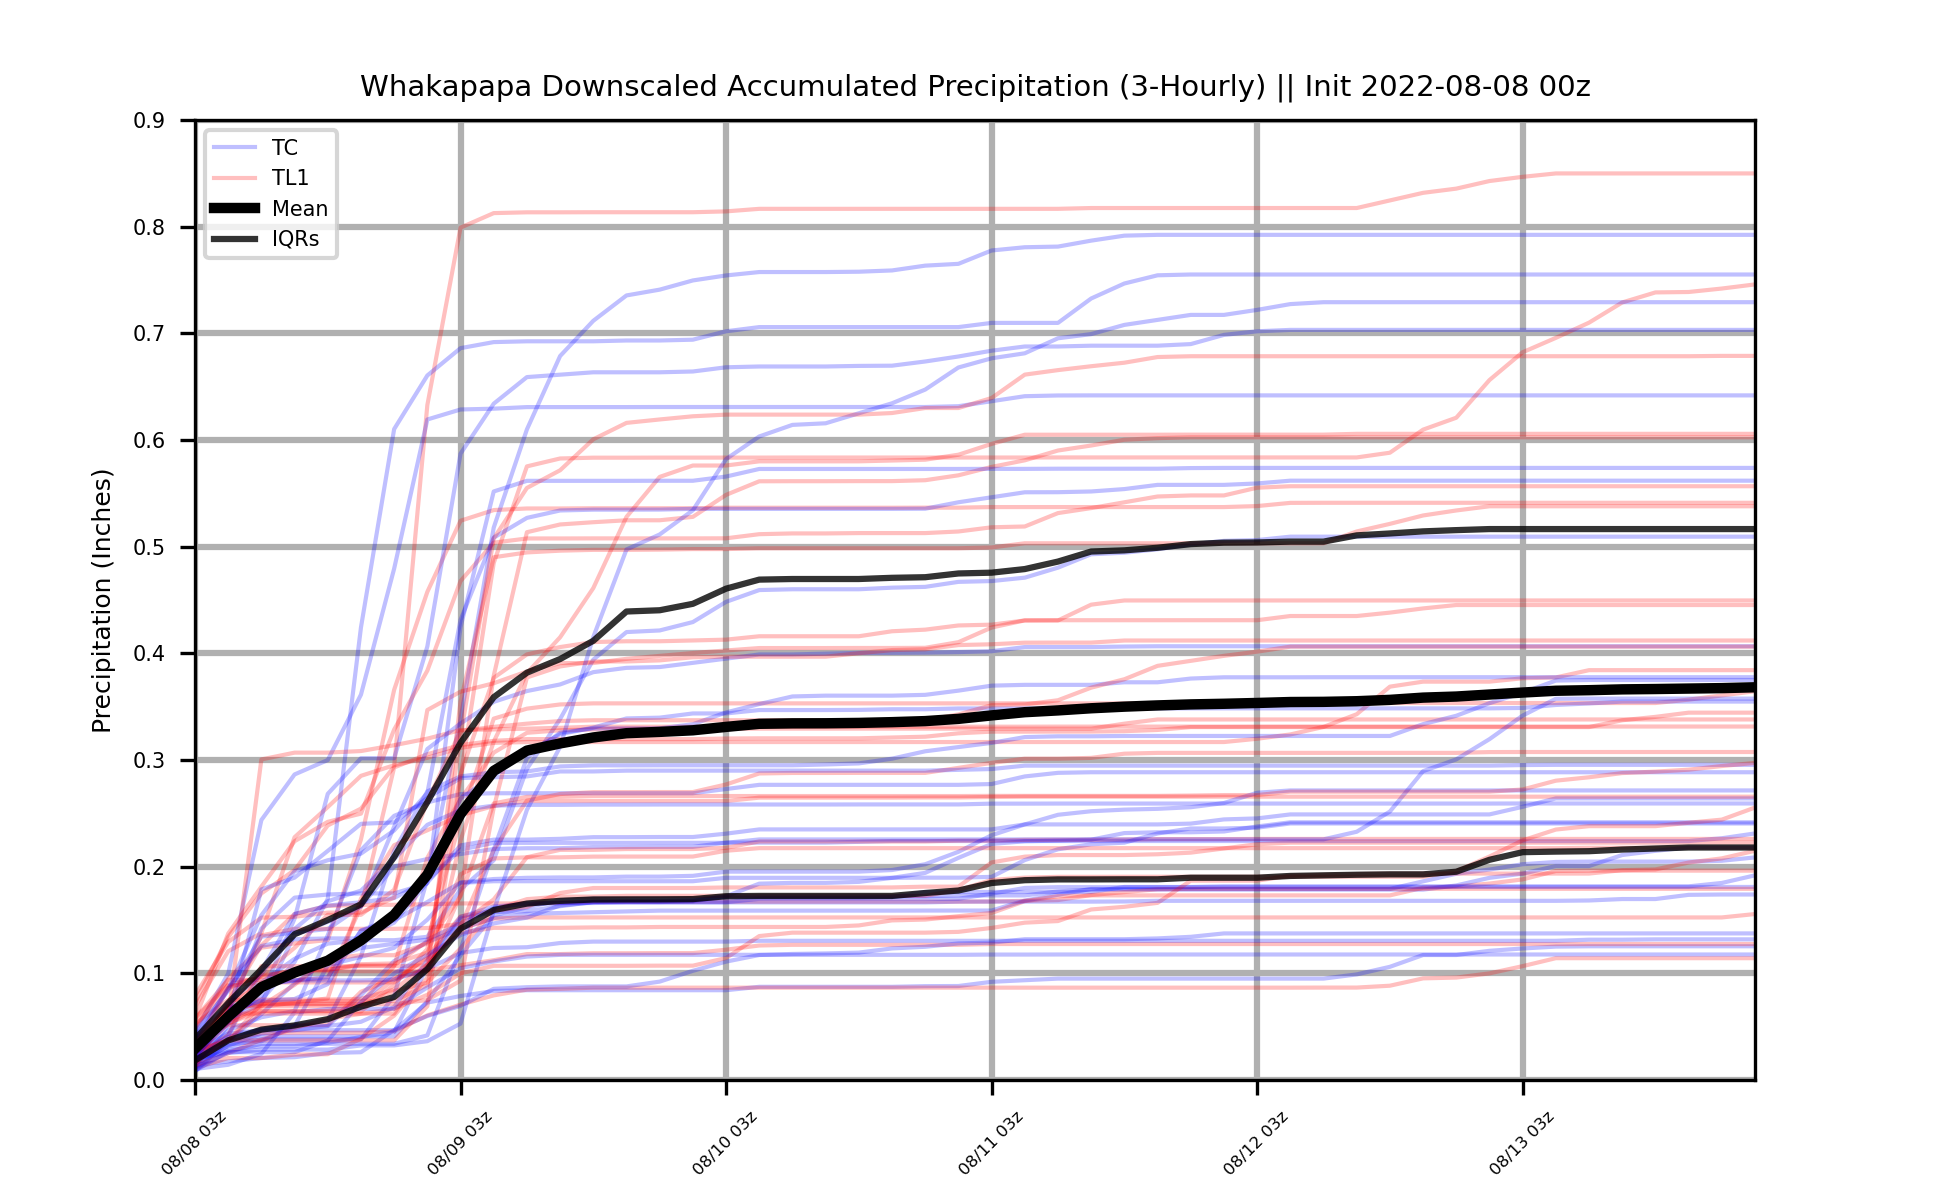 Whakapapa Downscaled Accumulated Precipitation (3-Hourly) || Init 2022-08-08 00z
Precipitation (Inches)
0.9
0.8
0.7
0.6
0.5
0.4
0.3
0.2
0.1
0.0
TC
TL1
Mean
IQRs
08/08 03z
08/09 03z
08/10 03z
08/11 03z
08/12 03z
08/13 03z